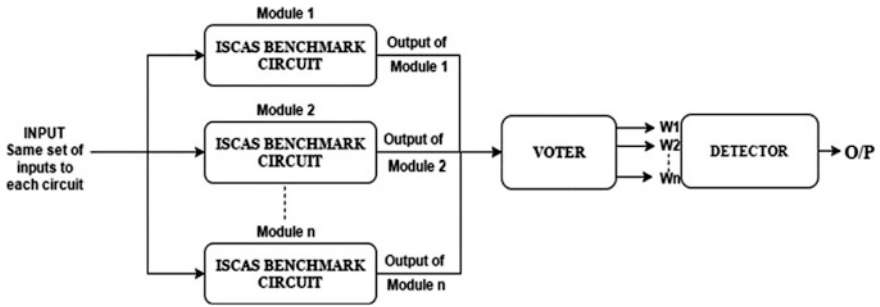 Module 1
ISCAS BENCHMARK
CIRCUIT
Output of
Module 1
INPUT
Same set of
inputs to
each circuit
Module 2
ISCAS BENCHMARK
CIRCUIT
Output of
Module 2
Module n
ISCAS BENCHMARK
CIRCUIT
Output of
Module n
VOTER
W1
W2
Wn
DETECTOR
O/P